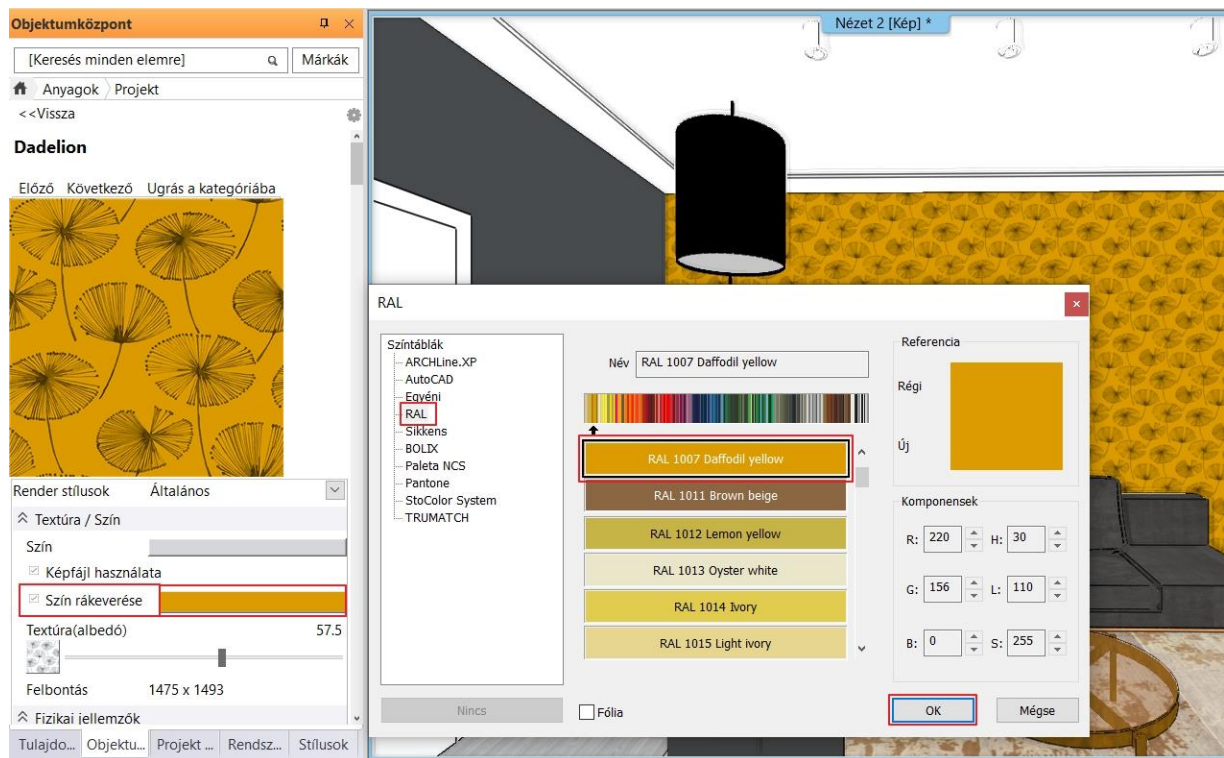 Objektumközpont
[Keresés minden elemre]
Márkák
Anyagok Projekt
<<Vissza
Dadelion
Előző Következő Ugrás a kategóriába
Render stílusok Általános
Textúra / Szín
Szín
Képfájl használata
Szín rákeverése
Textúra(albedó) 57.5
Felbontás 1475 x 1493
Fizikai jellemzők
Tulajdo... Objektu... Projekt ... Rendsz... Stílusok
Nézet 2 [Kép] *
RAL
Színtáblák
ARCHLine.XP
AutoCAD
Egyéni
RAL
Sikkens
BOLIX
Paleta NCS
Pantone
StoColor System
TRUMATCH
Nincs
Név RAL 1007 Daffodil yellow
RAL 1007 Daffodil yellow
RAL 1011 Brown beige
RAL 1012 Lemon yellow
RAL 1013 Oyster white
RAL 1014 Ivory
RAL 1015 Light ivory
Fólia
Referencia
Régi
Új
Komponensek
R: 220 H: 30
G: 156 L: 110
B: 0 S: 255
OK Mégse